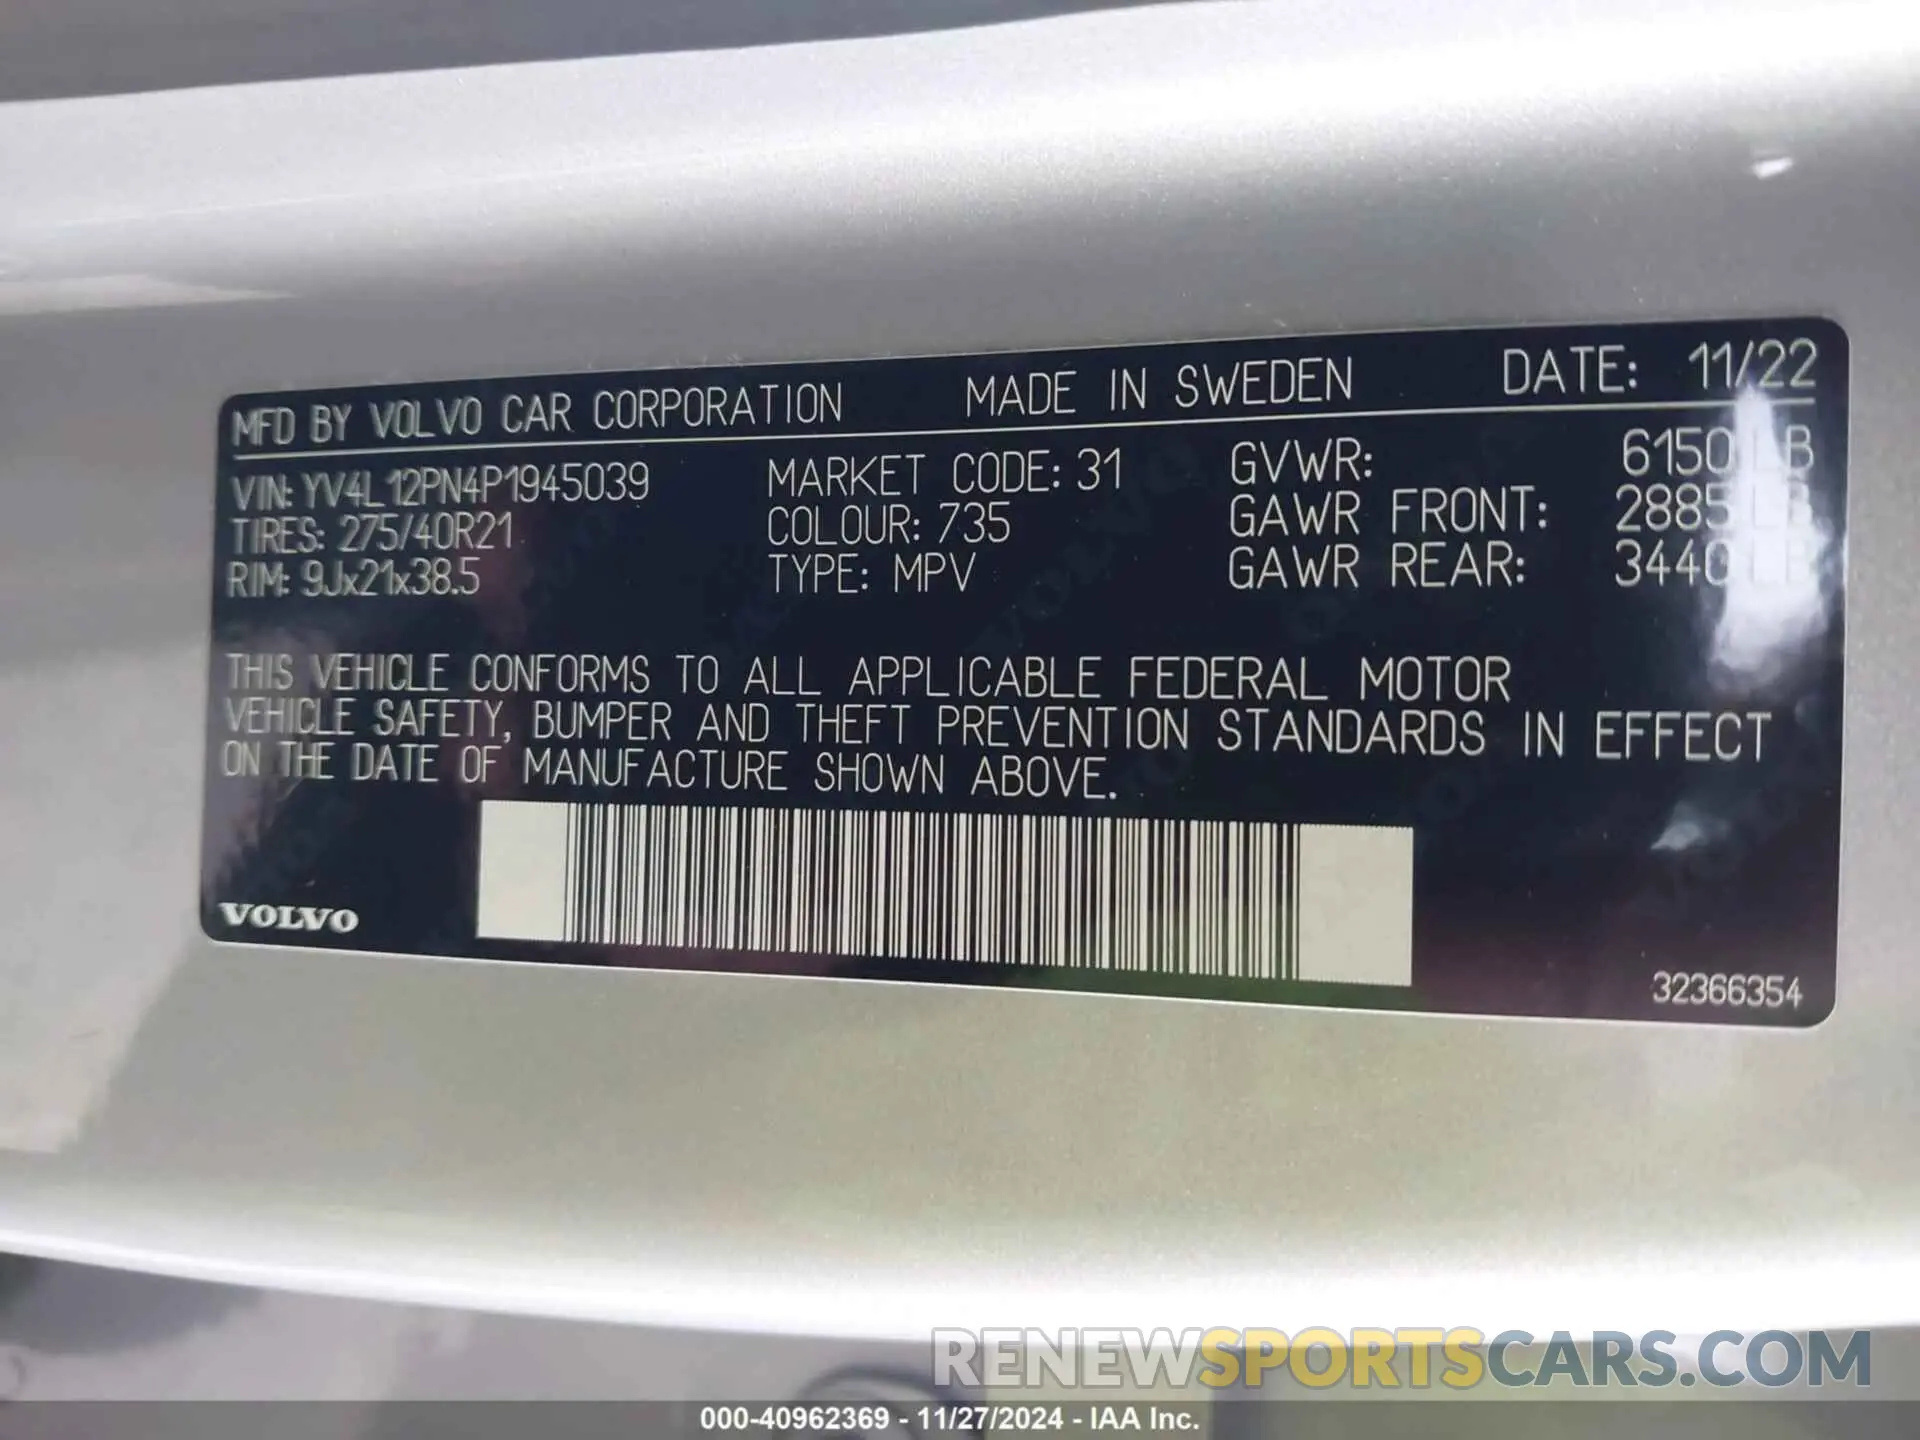 MFD BY VOLVO CAR CORPORATION MADE IN SWEDEN DATE: 11/22
VIN: YV4L12PN4P1945039 MARKET CODE: 31 GVWR: 6150 LB
TIRES: 275/40R21 COLOUR: 735 GAWR FRONT: 2885 LB
RIM: 9Jx21x38.5 TYPE: MPV GAWR REAR: 3440 LB
THIS VEHICLE CONFORMS TO ALL APPLICABLE FEDERAL MOTOR
VEHICLE SAFETY, BUMPER AND THEFT PREVENTION STANDARDS IN EFFECT
ON THE DATE OF MANUFACTURE SHOWN ABOVE.
VOLVO
32366354
RENEWSPORTSCARS.COM
000-40962369 - 11/27/2024 - IAA Inc.